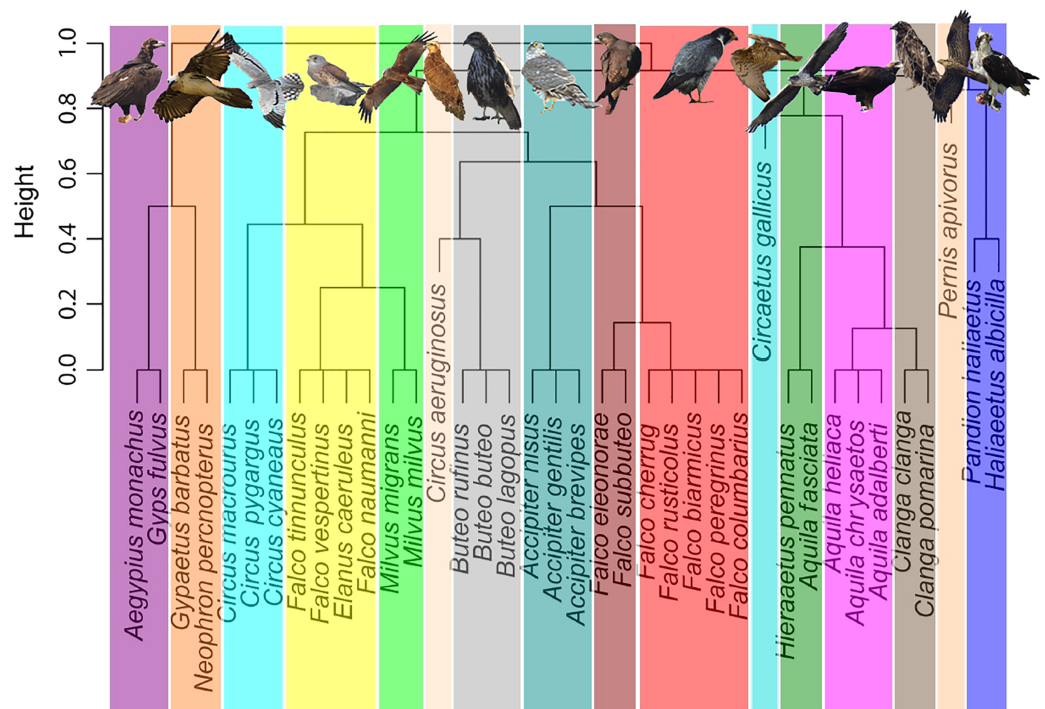 Height
1.0
0.8
0.6
0.4
0.2
0.0
Aegypius monachus
Gyps fulvus
Gypaetus barbatus
Neophron percnopterus
Circus macrourus
Circus pygargus
Circus cyaneus
Falco tinnunculus
Falco vespertinus
Elanus caeruleus
Falco naumanni
Milvus migrans
Milvus milvus
Circus aeruginosus
Buteo rufinus
Buteo buteo
Buteo lagopus
Accipiter nisus
Accipiter gentilis
Accipiter brevipes
Falco eleonorae
Falco subbuteo
Falco cherrug
Falco rusticolus
Falco biarmicus
Falco peregrinus
Falco columbarius
Circaetus gallicus
Hieraaetus pennatus
Aquila fasciata
Aquila heliaca
Aquila chrysaetos
Aquila adalberti
Clanga clanga
Clanga pomarina
Pernis apivorus
Pandion haliaetus
Haliaeetus albicilla